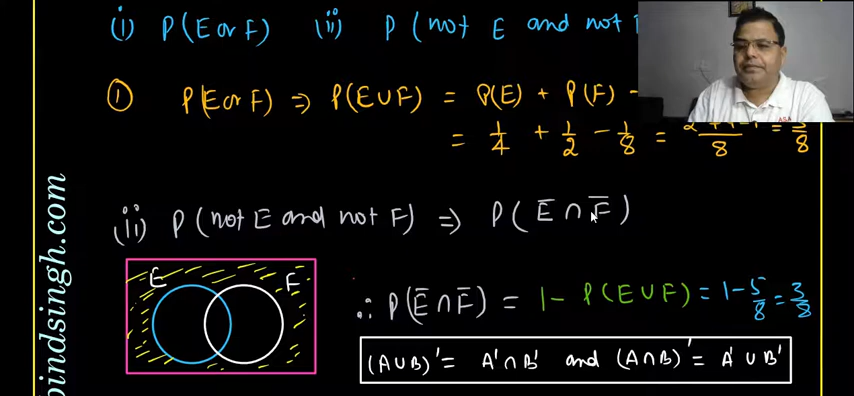 (i) P(E or F) (ii) P(not E and not
① P(E or F) ⇒ P(E∪F) = P(E) + P(F) -
= 1/4 + 1/2 - 1/8 = /8 = /8
(ii) P(not E and not F) ⇒ P(E̅ ∩ F̅)
E F
∴ P(E̅ ∩ F̅) = 1 - P(E∪F) = 1 - 5/8 = 3/8
(A∪B)' = A' ∩ B' and (A∩B)' = A' ∪ B'
bindsingh.com